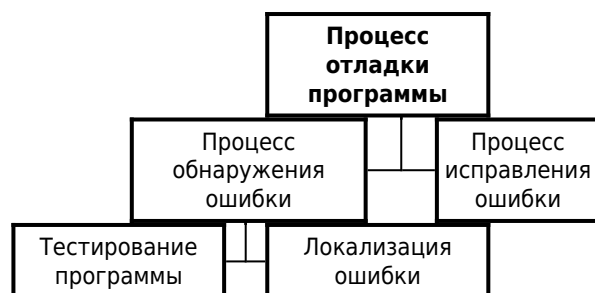 Процесс
отладки
программы
Процесс
обнаружения
ошибки
Процесс
исправления
ошибки
Тестирование
программы
Локализация
ошибки